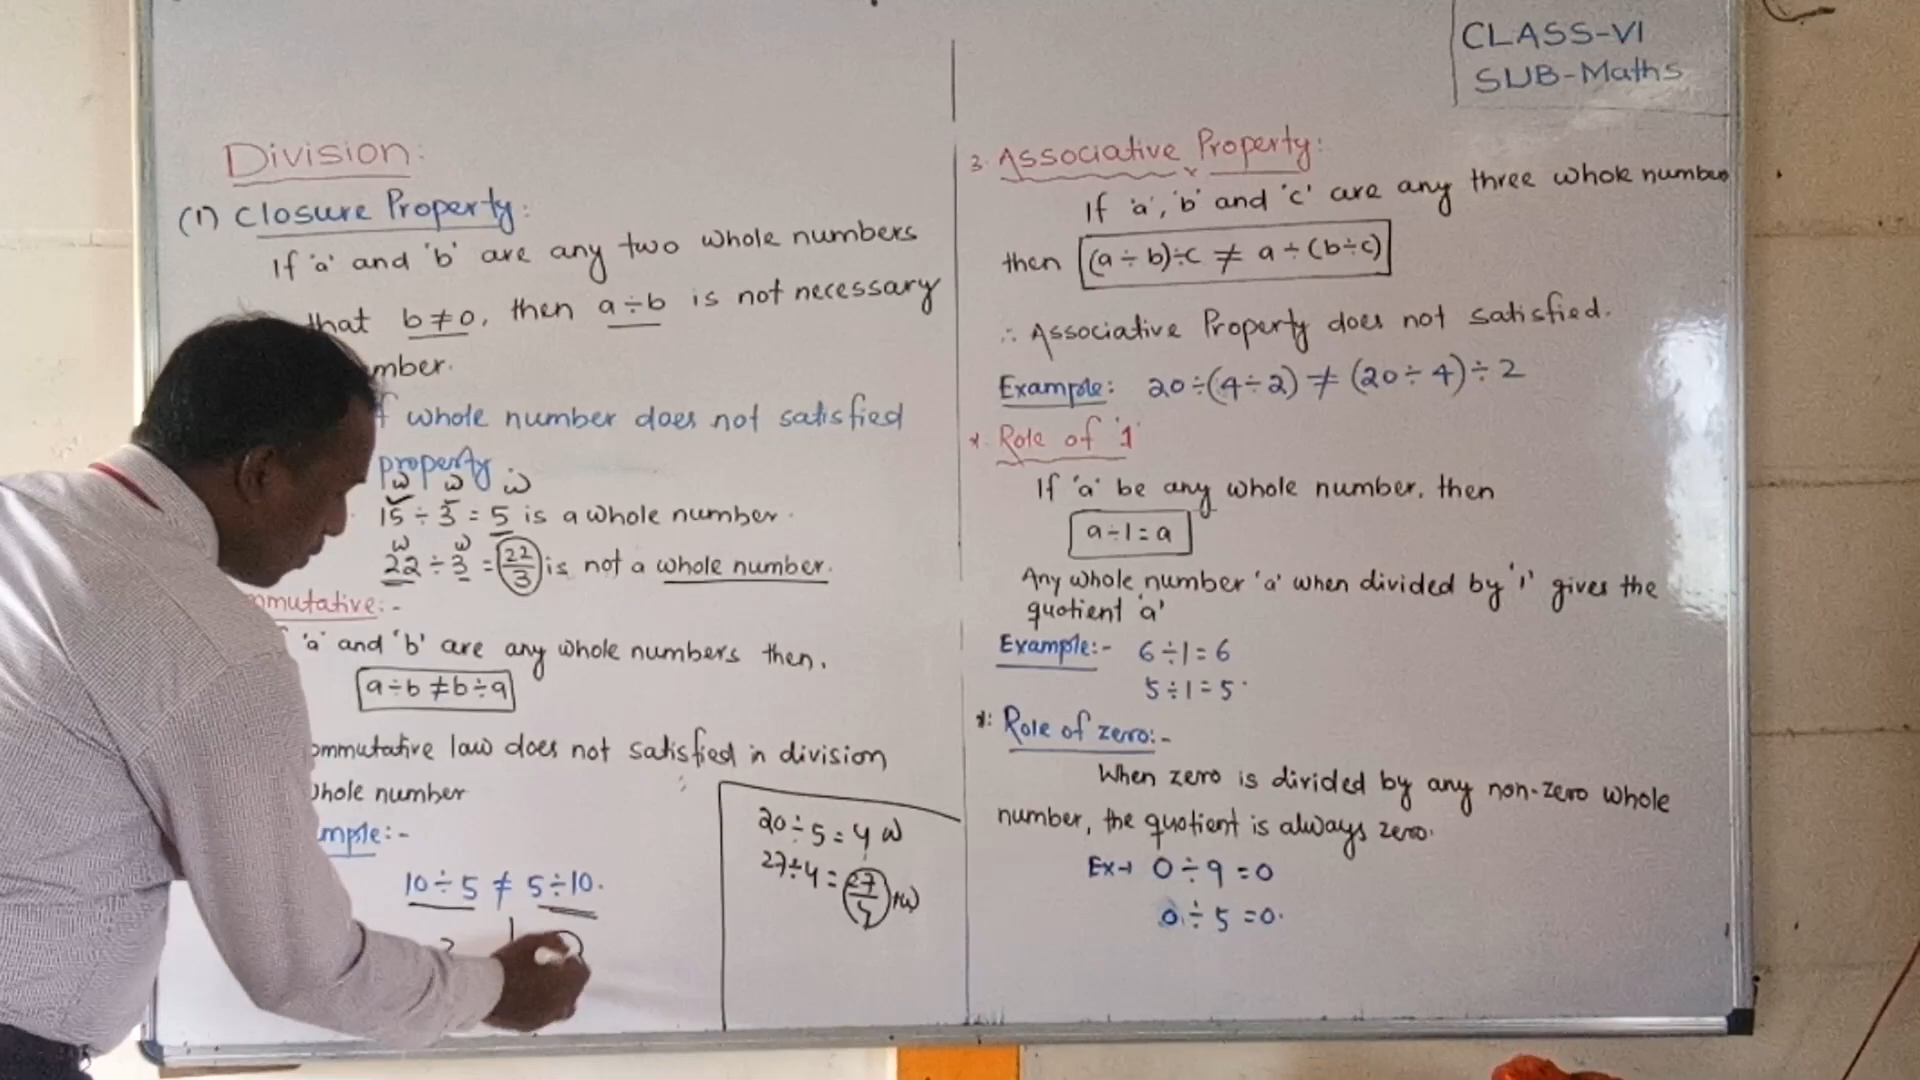 CLASS-VI
SUB-Maths
Division:
(1) Closure Property:
If 'a' and 'b' are any two whole numbers
that b≠0, then a÷b is not necessary
mber.
f whole number does not satisfied
property
w w w
15 ÷ 3 = 5 is a whole number.
w w
22 ÷ 3 = 22/3 is not a whole number.
mmutative:-
'a' and 'b' are any whole numbers then,
a÷b ≠ b÷a
ommutative law does not satisfied in division
whole number
mple:-
10÷5 ≠ 5÷10.
20÷5=4 w
27÷4=27/4 nw
3. Associative Property:
If 'a', 'b' and 'c' are any three whole number
then (a÷b)÷c ≠ a÷(b÷c)
∴ Associative Property does not satisfied.
Example: 20÷(4÷2) ≠ (20÷4)÷2
*. Role of '1'
If 'a' be any whole number, then
a÷1=a
Any whole number 'a' when divided by '1' gives the
quotient 'a'
Example:- 6÷1=6
5÷1=5.
*: Role of zero:-
When zero is divided by any non-zero whole
number, the quotient is always zero.
Ex→ 0÷9=0
0÷5=0.